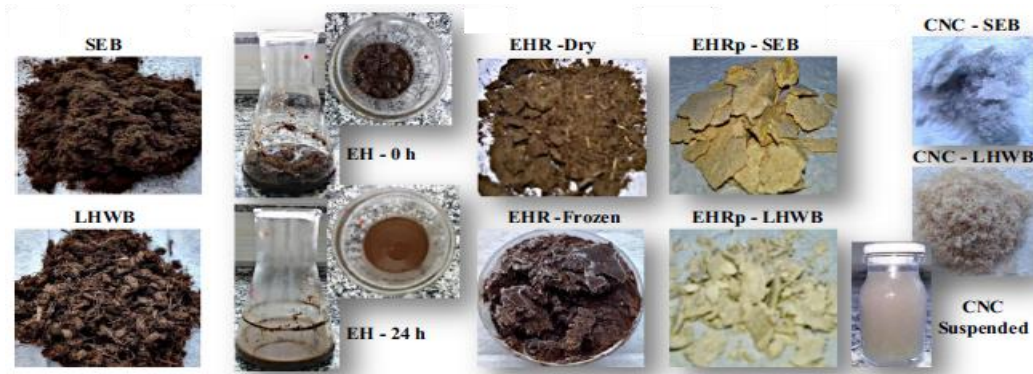 SEB
LHWB
EH - 0 h
EH - 24 h
EHR -Dry
EHR -Frozen
EHRp - SEB
EHRp - LHWB
CNC - SEB
CNC - LHWB
CNC
Suspended